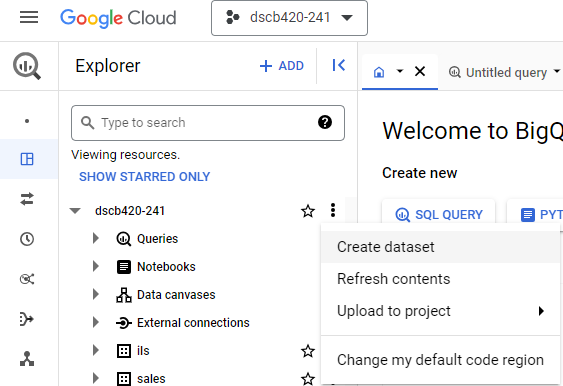 Google Cloud
dscb420-241
Explorer
+ ADD
Untitled query
Type to search
Viewing resources.
SHOW STARRED ONLY
Welcome to BigQ
Create new
SQL QUERY
PYT
dscb420-241
Queries
Notebooks
Data canvases
External connections
ils
sales
Create dataset
Refresh contents
Upload to project
Change my default code region